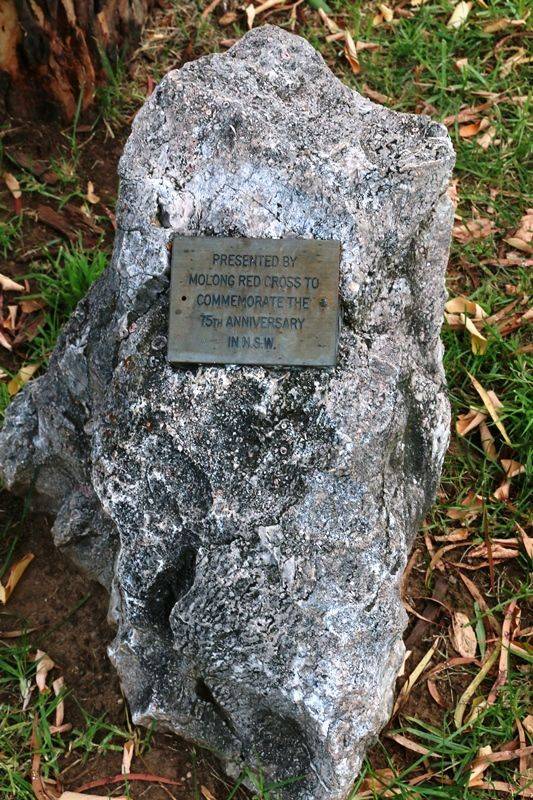 PRESENTED BY
MOLONG RED CROSS TO
COMMEMORATE THE
75TH ANNIVERSARY
IN N.S.W.